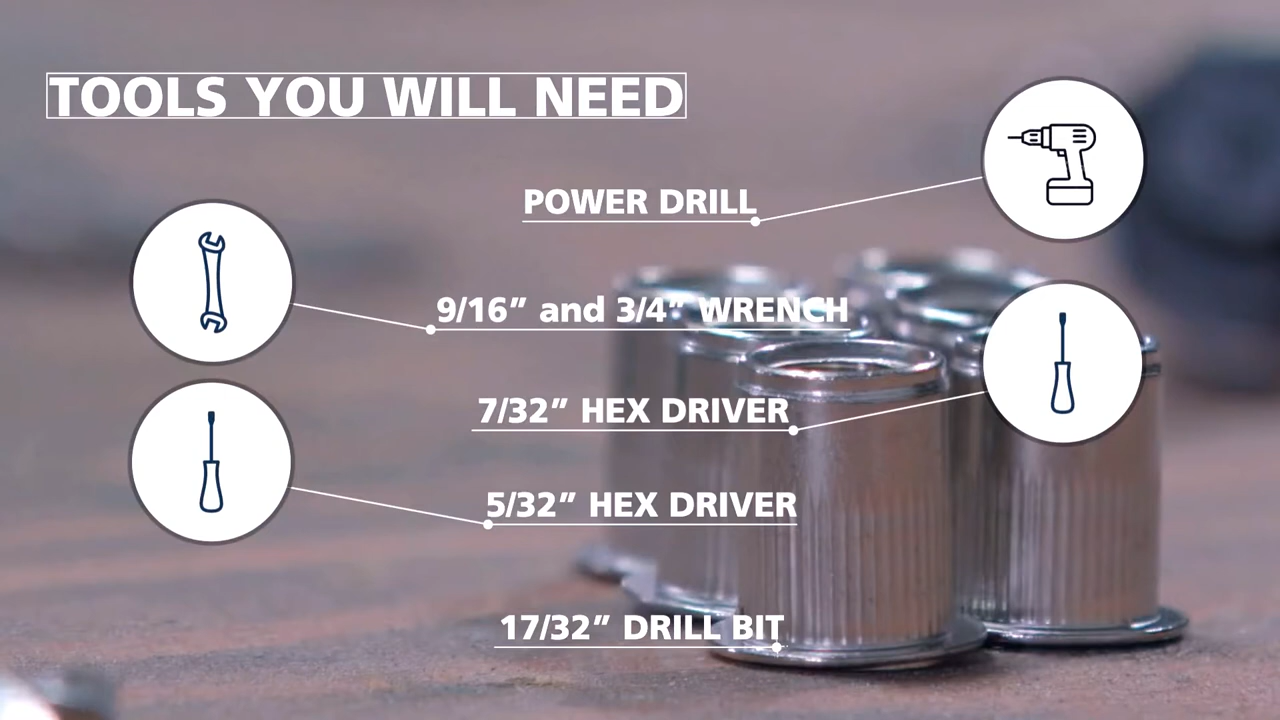 TOOLS YOU WILL NEED
POWER DRILL
9/16” and 3/4” WRENCH
7/32” HEX DRIVER
5/32” HEX DRIVER
17/32” DRILL BIT